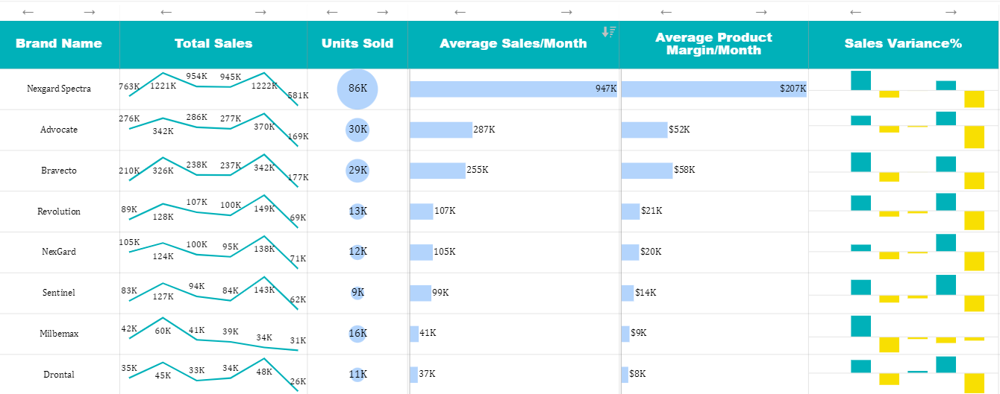 Brand Name Total Sales Units Sold Average Sales/Month Average Product Margin/Month Sales Variance%
Nexgard Spectra 763K 1221K 954K 945K 1222K 581K 86K 947K $207K
Advocate 276K 342K 286K 277K 370K 169K 30K 287K $52K
Bravecto 210K 326K 238K 237K 342K 177K 29K 255K $58K
Revolution 89K 128K 107K 100K 149K 69K 13K 107K $21K
NexGard 105K 124K 100K 95K 138K 71K 12K 105K $20K
Sentinel 83K 127K 94K 84K 143K 62K 9K 99K $14K
Milbemax 42K 60K 41K 39K 34K 31K 16K 41K $9K
Drontal 35K 45K 33K 34K 48K 26K 11K 37K $8K